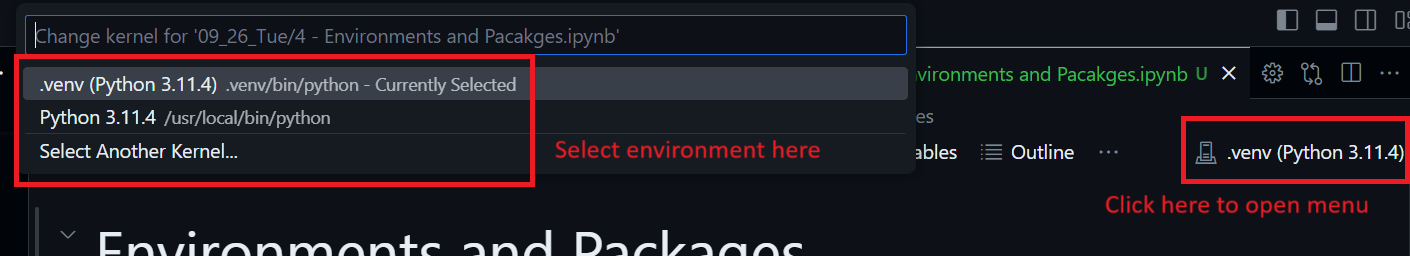 Change kernel for '09_26_Tue/4 - Environments and Pacakges.ipynb'
.venv (Python 3.11.4) .venv/bin/python - Currently Selected
Python 3.11.4 /usr/local/bin/python
Select Another Kernel...
Select environment here
vironments and Pacakges.ipynb U
es
ables Outline ...
.venv (Python 3.11.4)
Click here to open menu
Environments and Packages